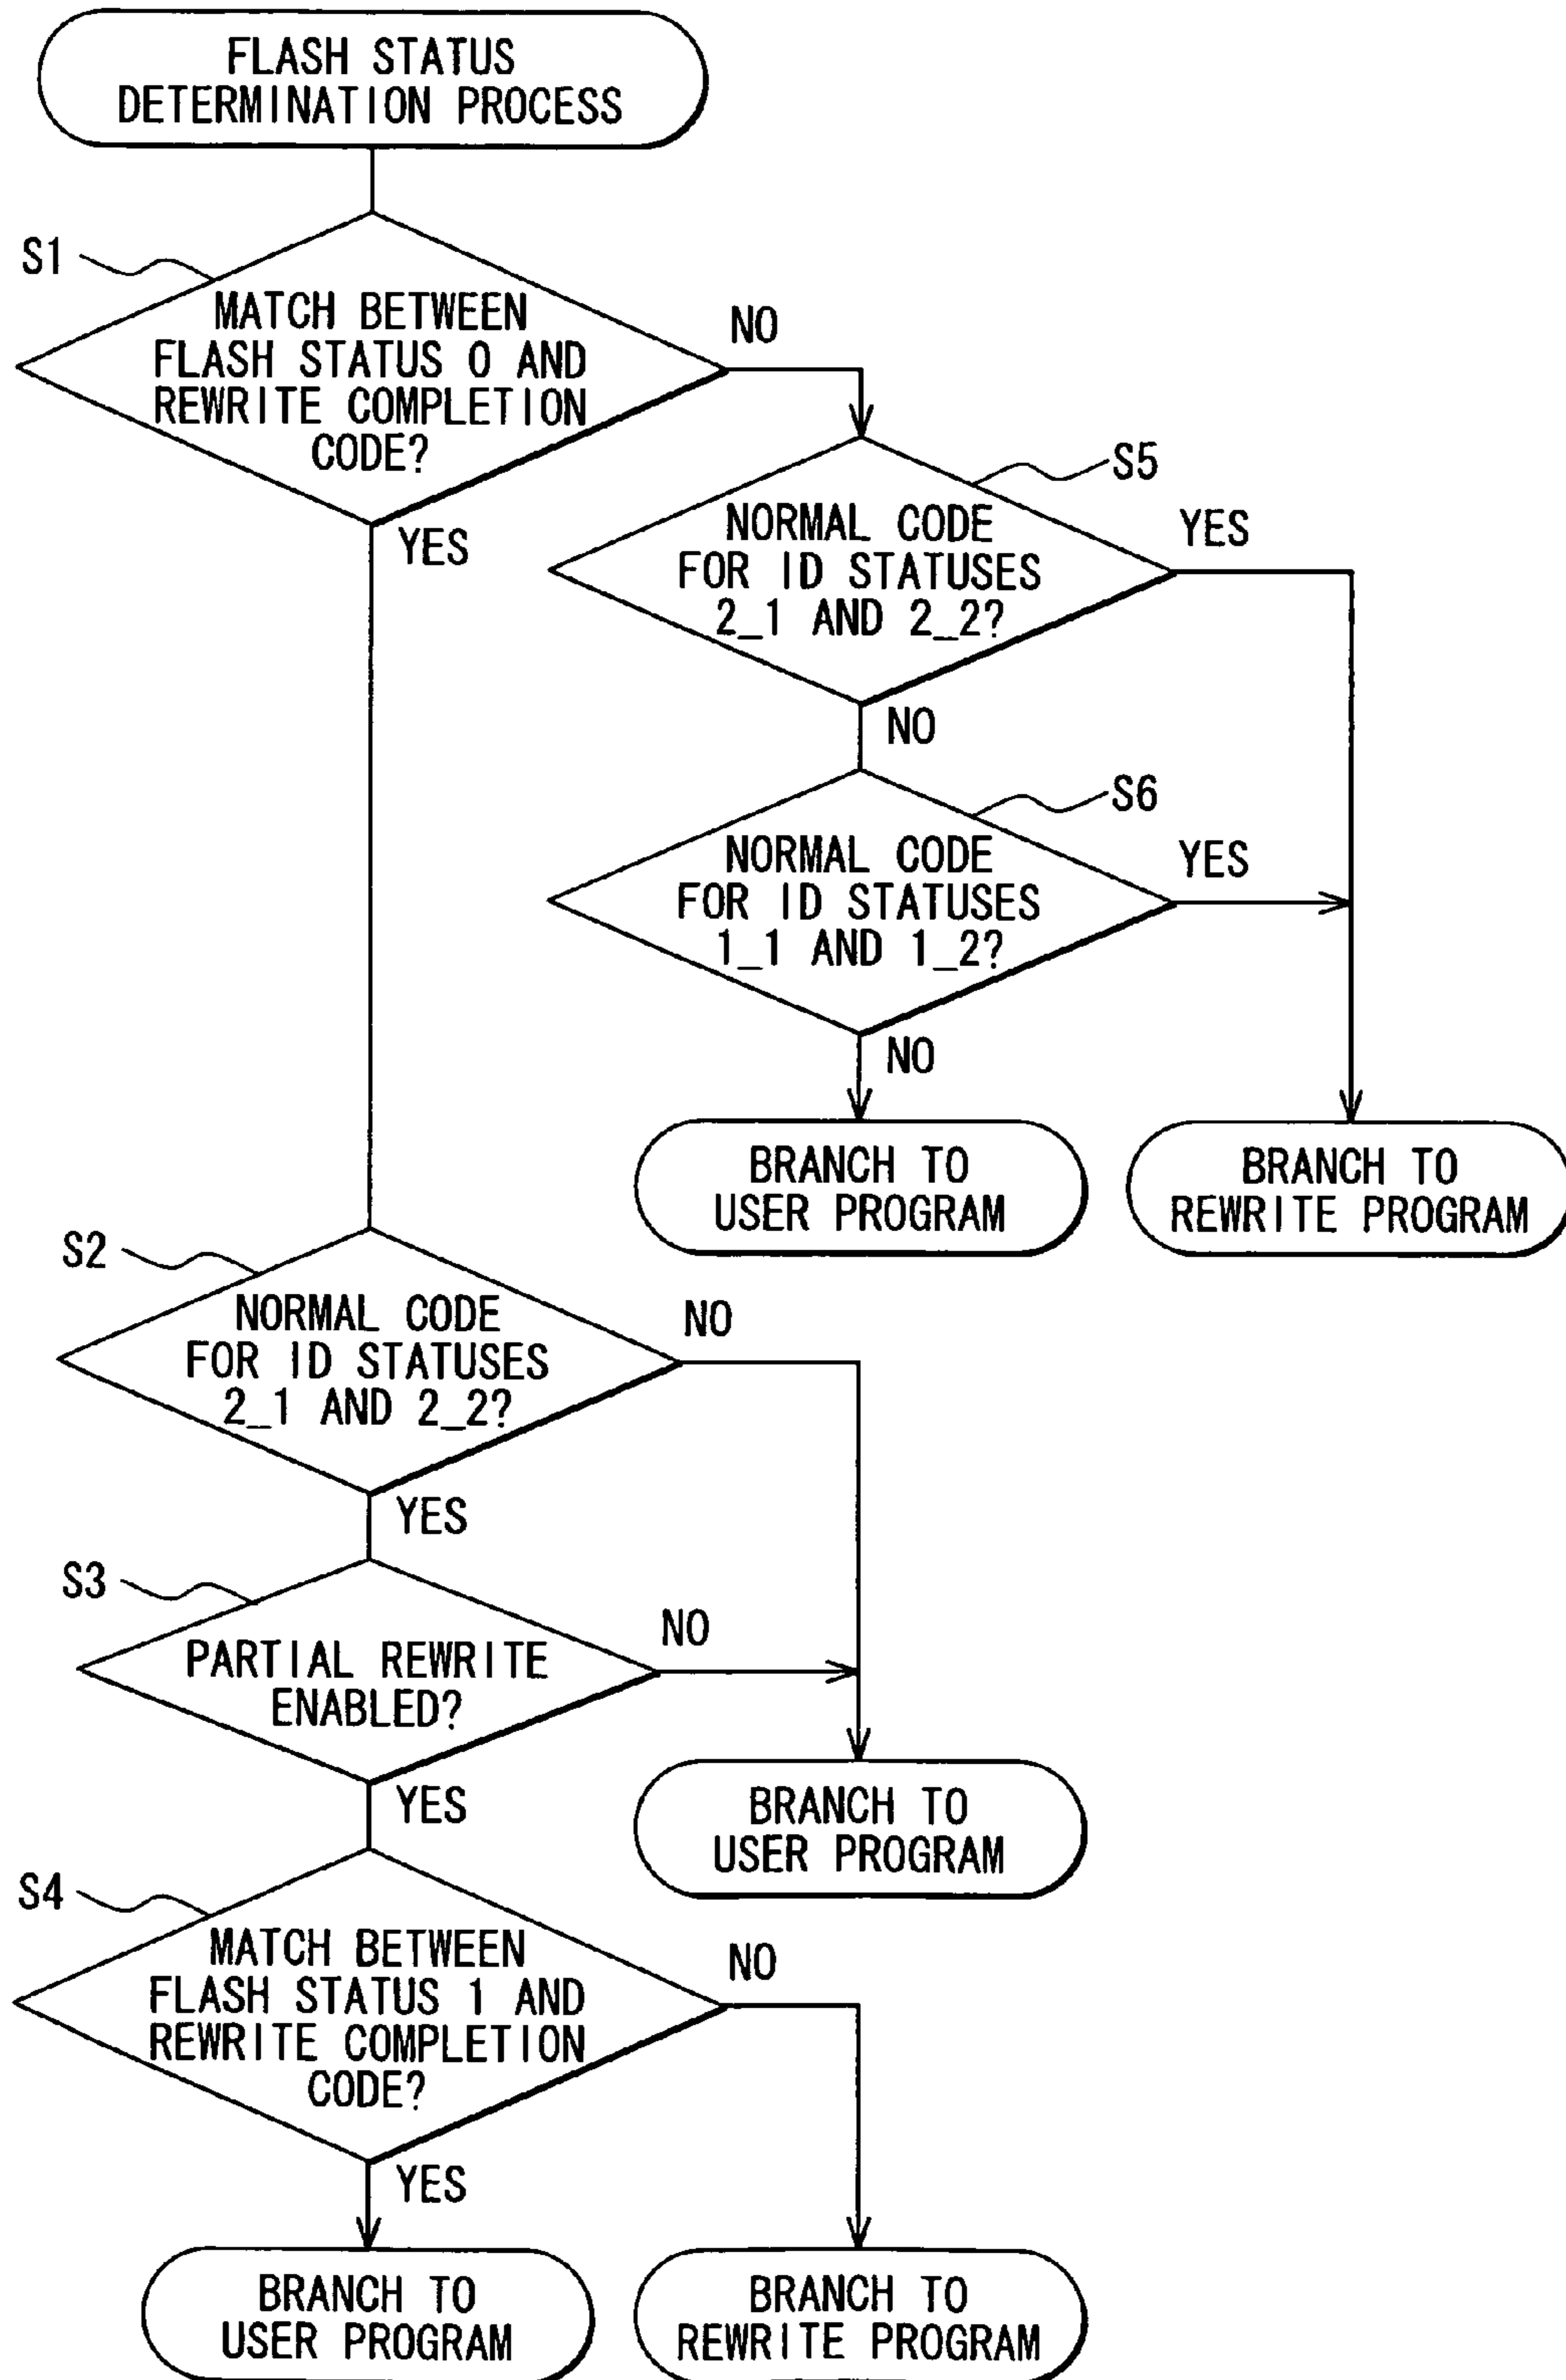 FLASH STATUS
DETERMINATION PROCESS
S1
MATCH BETWEEN
FLASH STATUS 0 AND
REWRITE COMPLETION
CODE?
NO
YES
S5
NORMAL CODE
FOR ID STATUSES
2_1 AND 2_2?
YES
NO
S6
NORMAL CODE
FOR ID STATUSES
1_1 AND 1_2?
YES
NO
BRANCH TO
USER PROGRAM
BRANCH TO
REWRITE PROGRAM
S2
NORMAL CODE
FOR ID STATUSES
2_1 AND 2_2?
NO
YES
S3
PARTIAL REWRITE
ENABLED?
NO
YES
BRANCH TO
USER PROGRAM
S4
MATCH BETWEEN
FLASH STATUS 1 AND
REWRITE COMPLETION
CODE?
NO
YES
BRANCH TO
USER PROGRAM
BRANCH TO
REWRITE PROGRAM